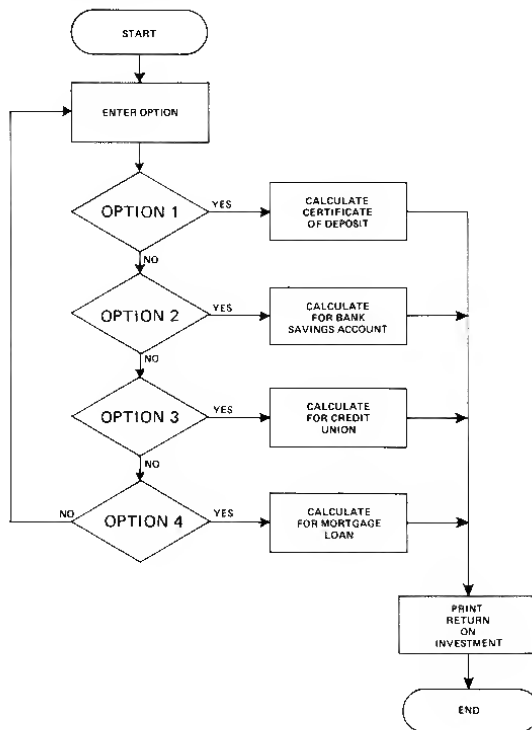 START
ENTER OPTION
OPTION 1
YES
CALCULATE
CERTIFICATE
OF DEPOSIT
NO
OPTION 2
YES
CALCULATE
FOR BANK
SAVINGS ACCOUNT
NO
OPTION 3
YES
CALCULATE
FOR CREDIT
UNION
NO
NO
OPTION 4
YES
CALCULATE
FOR MORTGAGE
LOAN
PRINT
RETURN
ON
INVESTMENT
END